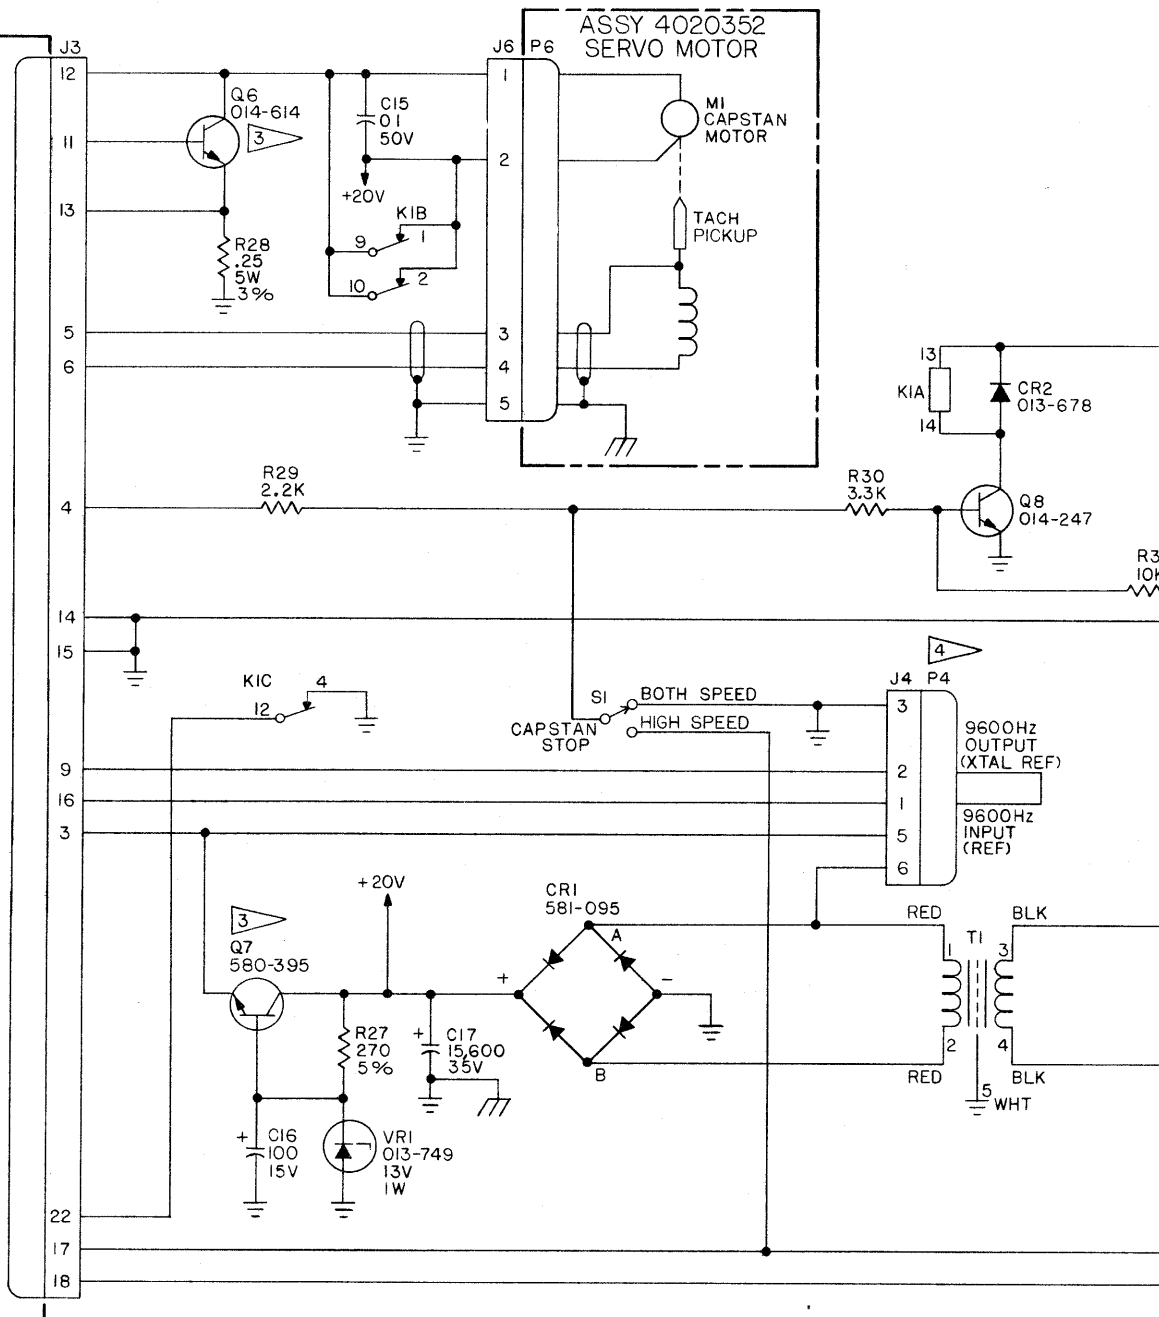 ASSY 4020352
SERVO MOTOR
J3
J6 P6
12
Q6
014-614
3
11
13
R28
.25
5W
3%
C15
01
50V
+20V
K1B
9
1
10
2
1
2
3
4
5
M1
CAPSTAN
MOTOR
TACH
PICKUP
5
6
13
K1A
14
CR2
013-678
R29
2.2K
R30
3.3K
Q8
014-247
4
R3
10K
14
15
4
K1C
4
12
S1
BOTH SPEED
HIGH SPEED
CAPSTAN
STOP
J4 P4
3
2
1
5
6
9600Hz
OUTPUT
(XTAL REF)
9600Hz
INPUT
(REF)
9
16
3
+20V
3
Q7
580-395
CR1
581-095
A
+
-
B
RED
BLK
T1
1
3
2
4
RED
BLK
5
WHT
R27
270
5%
+
C17
15,600
35V
+
C16
100
15V
VR1
013-749
13V
1W
22
17
18